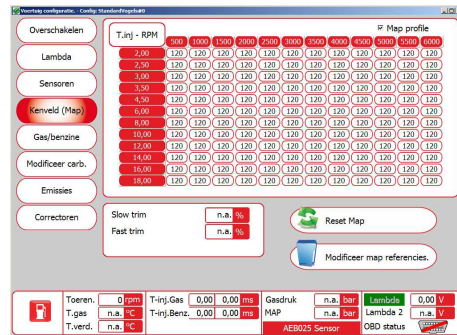 Voertuig configuratie. - Config: StandardVogels#0
Overschakelen
Lambda
Sensoren
Kenveld (Map)
Gas/benzine
Modificeer carb.
Emissies
Correctoren
Map profile
T.inj - RPM 500 1000 1500 2000 2500 3000 3500 4000 4500 5000 5500 6000
2,00 120 120 120 120 120 120 120 120 120 120 120 120
2,50 120 120 120 120 120 120 120 120 120 120 120 120
3,00 120 120 120 120 120 120 120 120 120 120 120 120
3,50 120 120 120 120 120 120 120 120 120 120 120 120
4,50 120 120 120 120 120 120 120 120 120 120 120 120
6,00 120 120 120 120 120 120 120 120 120 120 120 120
8,00 120 120 120 120 120 120 120 120 120 120 120 120
10,00 120 120 120 120 120 120 120 120 120 120 120 120
12,00 120 120 120 120 120 120 120 120 120 120 120 120
14,00 120 120 120 120 120 120 120 120 120 120 120 120
16,00 120 120 120 120 120 120 120 120 120 120 120 120
18,00 120 120 120 120 120 120 120 120 120 120 120 120
Slow trim n.a. %
Fast trim n.a. %
Reset Map
Modificeer map referencies.
Toeren. 0 rpm T-inj.Gas 0,00 0,00 ms Gasdruk n.a. bar Lambda 0,00 V
T.gas n.a. °C T-inj.Benz. 0,00 0,00 ms MAP n.a. bar Lambda 2 n.a. V
T.verd. n.a. °C AEB025 Sensor OBD status